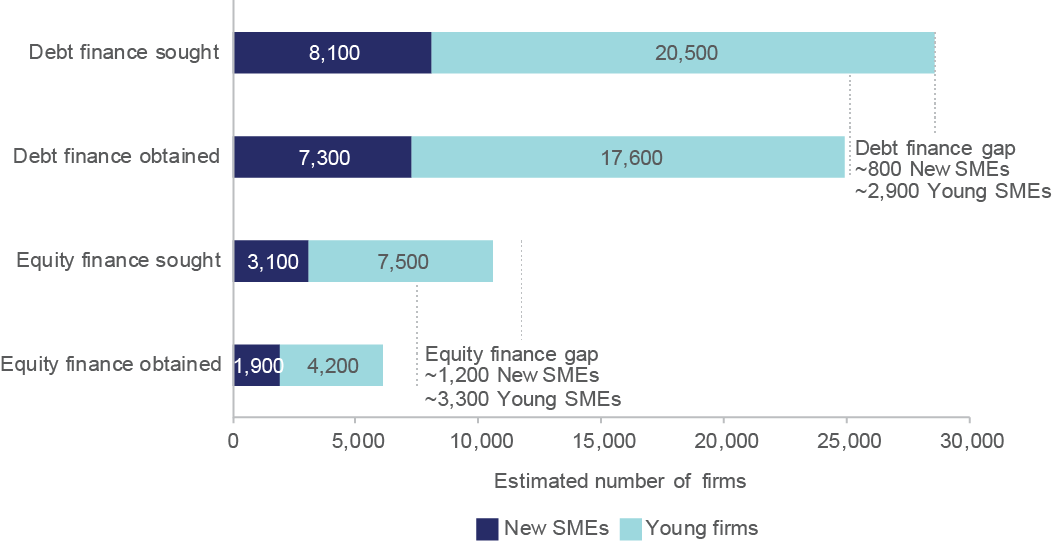 Debt finance sought
8,100
20,500
Debt finance obtained
7,300
17,600
Debt finance gap
~800 New SMEs
~2,900 Young SMEs
Equity finance sought
3,100
7,500
Equity finance obtained
1,900
4,200
Equity finance gap
~1,200 New SMEs
~3,300 Young SMEs
0
5,000
10,000
15,000
20,000
25,000
30,000
Estimated number of firms
New SMEs
Young firms